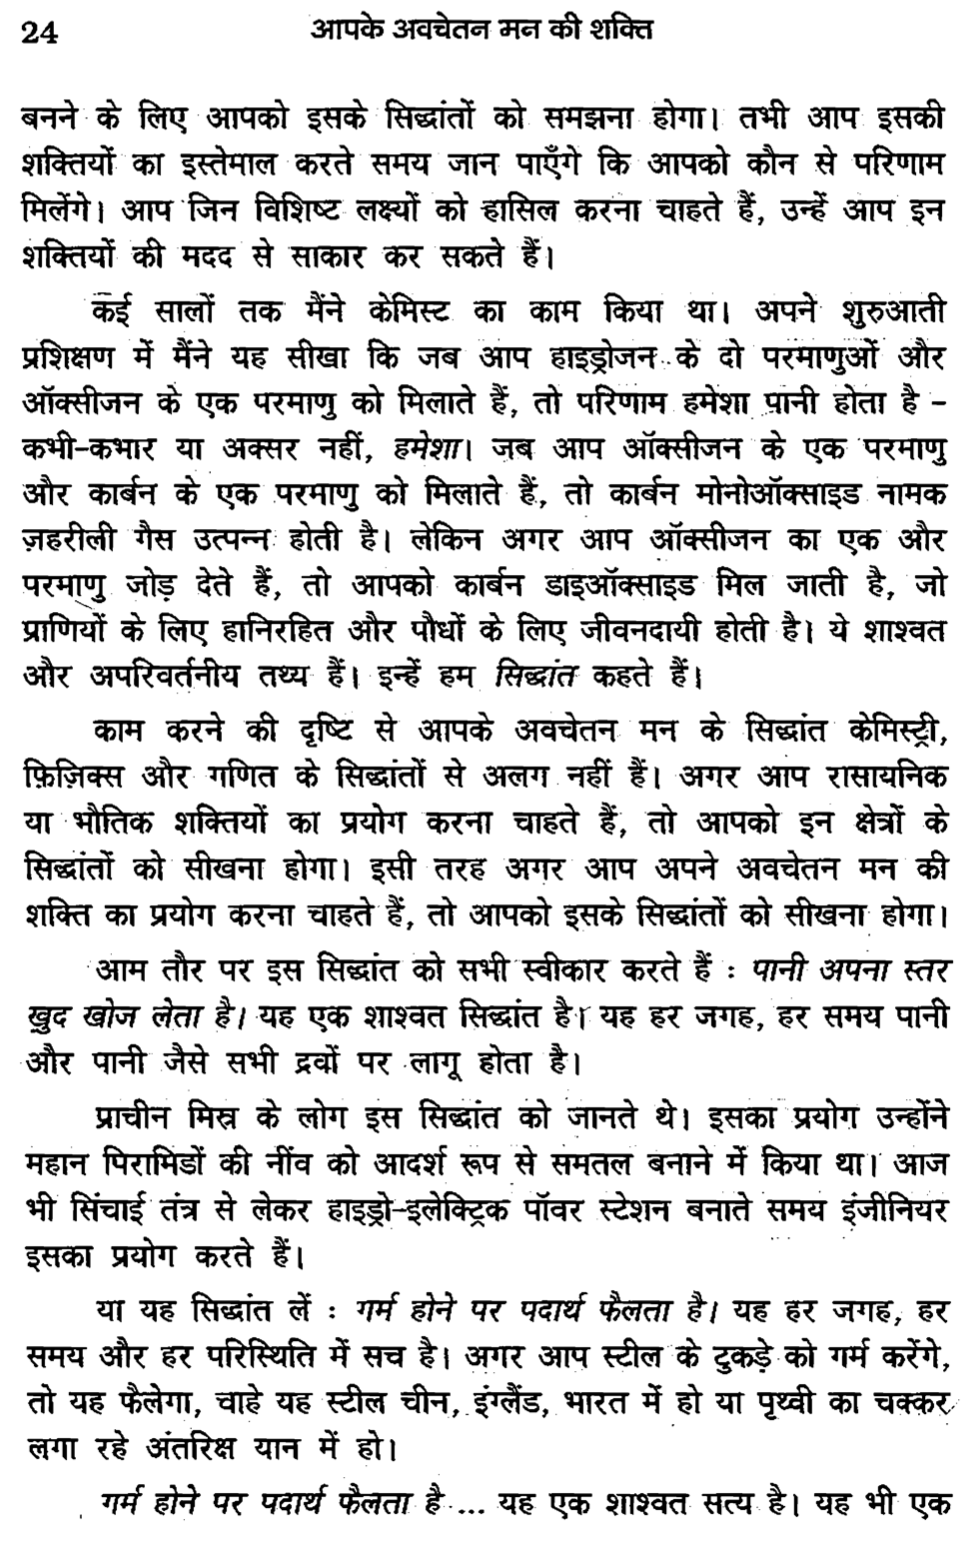 24 आपके अवचेतन मन की शक्ति
बनने के लिए आपको इसके सिद्धांतों को समझना होगा। तभी आप इसकी
शक्तियों का इस्तेमाल करते समय जान पाएँगे कि आपको कौन से परिणाम
मिलेंगे। आप जिन विशिष्ट लक्ष्यों को हासिल करना चाहते हैं, उन्हें आप इन
शक्तियों की मदद से साकार कर सकते हैं।
कई सालों तक मैंने केमिस्ट का काम किया था। अपने शुरुआती
प्रशिक्षण में मैंने यह सीखा कि जब आप हाइड्रोजन के दो परमाणुओं और
ऑक्सीजन के एक परमाणु को मिलाते हैं, तो परिणाम हमेशा पानी होता है –
कभी-कभार या अक्सर नहीं, हमेशा। जब आप ऑक्सीजन के एक परमाणु
और कार्बन के एक परमाणु को मिलाते हैं, तो कार्बन मोनोऑक्साइड नामक
ज़हरीली गैस उत्पन्न होती है। लेकिन अगर आप ऑक्सीजन का एक और
परमाणु जोड़ देते हैं, तो आपको कार्बन डाइऑक्साइड मिल जाती है, जो
प्राणियों के लिए हानिरहित और पौधों के लिए जीवनदायी होती है। ये शाश्वत
और अपरिवर्तनीय तथ्य हैं। इन्हें हम सिद्धांत कहते हैं।
काम करने की दृष्टि से आपके अवचेतन मन के सिद्धांत केमिस्ट्री,
फ़िज़िक्स और गणित के सिद्धांतों से अलग नहीं हैं। अगर आप रासायनिक
या भौतिक शक्तियों का प्रयोग करना चाहते हैं, तो आपको इन क्षेत्रों के
सिद्धांतों को सीखना होगा। इसी तरह अगर आप अपने अवचेतन मन की
शक्ति का प्रयोग करना चाहते हैं, तो आपको इसके सिद्धांतों को सीखना होगा।
आम तौर पर इस सिद्धांत को सभी स्वीकार करते हैं : पानी अपना स्तर
खुद खोज लेता है। यह एक शाश्वत सिद्धांत है। यह हर जगह, हर समय पानी
और पानी जैसे सभी द्रवों पर लागू होता है।
प्राचीन मिस्र के लोग इस सिद्धांत को जानते थे। इसका प्रयोग उन्होंने
महान पिरामिडों की नींव को आदर्श रूप से समतल बनाने में किया था। आज
भी सिंचाई तंत्र से लेकर हाइड्रो-इलेक्ट्रिक पॉवर स्टेशन बनाते समय इंजीनियर
इसका प्रयोग करते हैं।
या यह सिद्धांत लें : गर्म होने पर पदार्थ फैलता है। यह हर जगह, हर
समय और हर परिस्थिति में सच है। अगर आप स्टील के टुकड़े को गर्म करेंगे,
तो यह फैलेगा, चाहे यह स्टील चीन, इंग्लैंड, भारत में हो या पृथ्वी का चक्कर
लगा रहे अंतरिक्ष यान में हो।
गर्म होने पर पदार्थ फैलता है ... यह एक शाश्वत सत्य है। यह भी एक